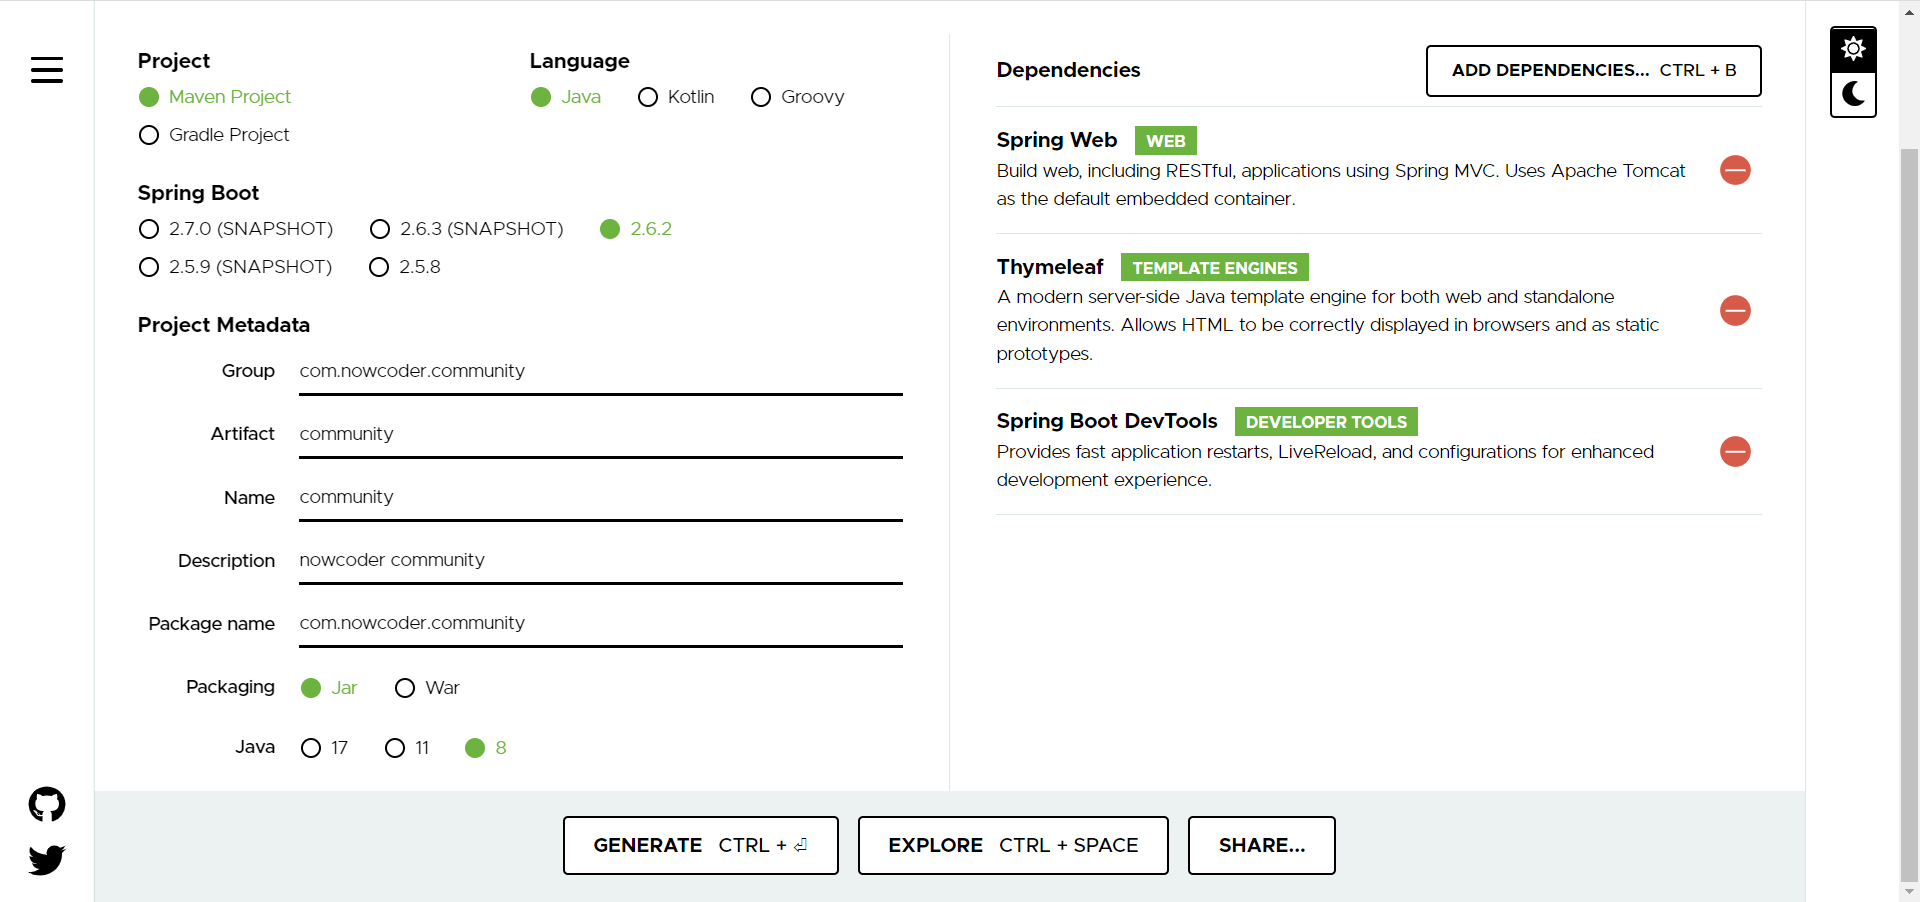 Project
Maven Project
Gradle Project
Language
Java Kotlin Groovy
Spring Boot
2.7.0 (SNAPSHOT) 2.6.3 (SNAPSHOT) 2.6.2
2.5.9 (SNAPSHOT) 2.5.8
Project Metadata
Group com.nowcoder.community
Artifact community
Name community
Description nowcoder community
Package name com.nowcoder.community
Packaging Jar War
Java 17 11 8
Dependencies
ADD DEPENDENCIES... CTRL + B
Spring Web WEB
Build web, including RESTful, applications using Spring MVC. Uses Apache Tomcat
as the default embedded container.
Thymeleaf TEMPLATE ENGINES
A modern server-side Java template engine for both web and standalone
environments. Allows HTML to be correctly displayed in browsers and as static
prototypes.
Spring Boot DevTools DEVELOPER TOOLS
Provides fast application restarts, LiveReload, and configurations for enhanced
development experience.
GENERATE CTRL + ⏎
EXPLORE CTRL + SPACE
SHARE...